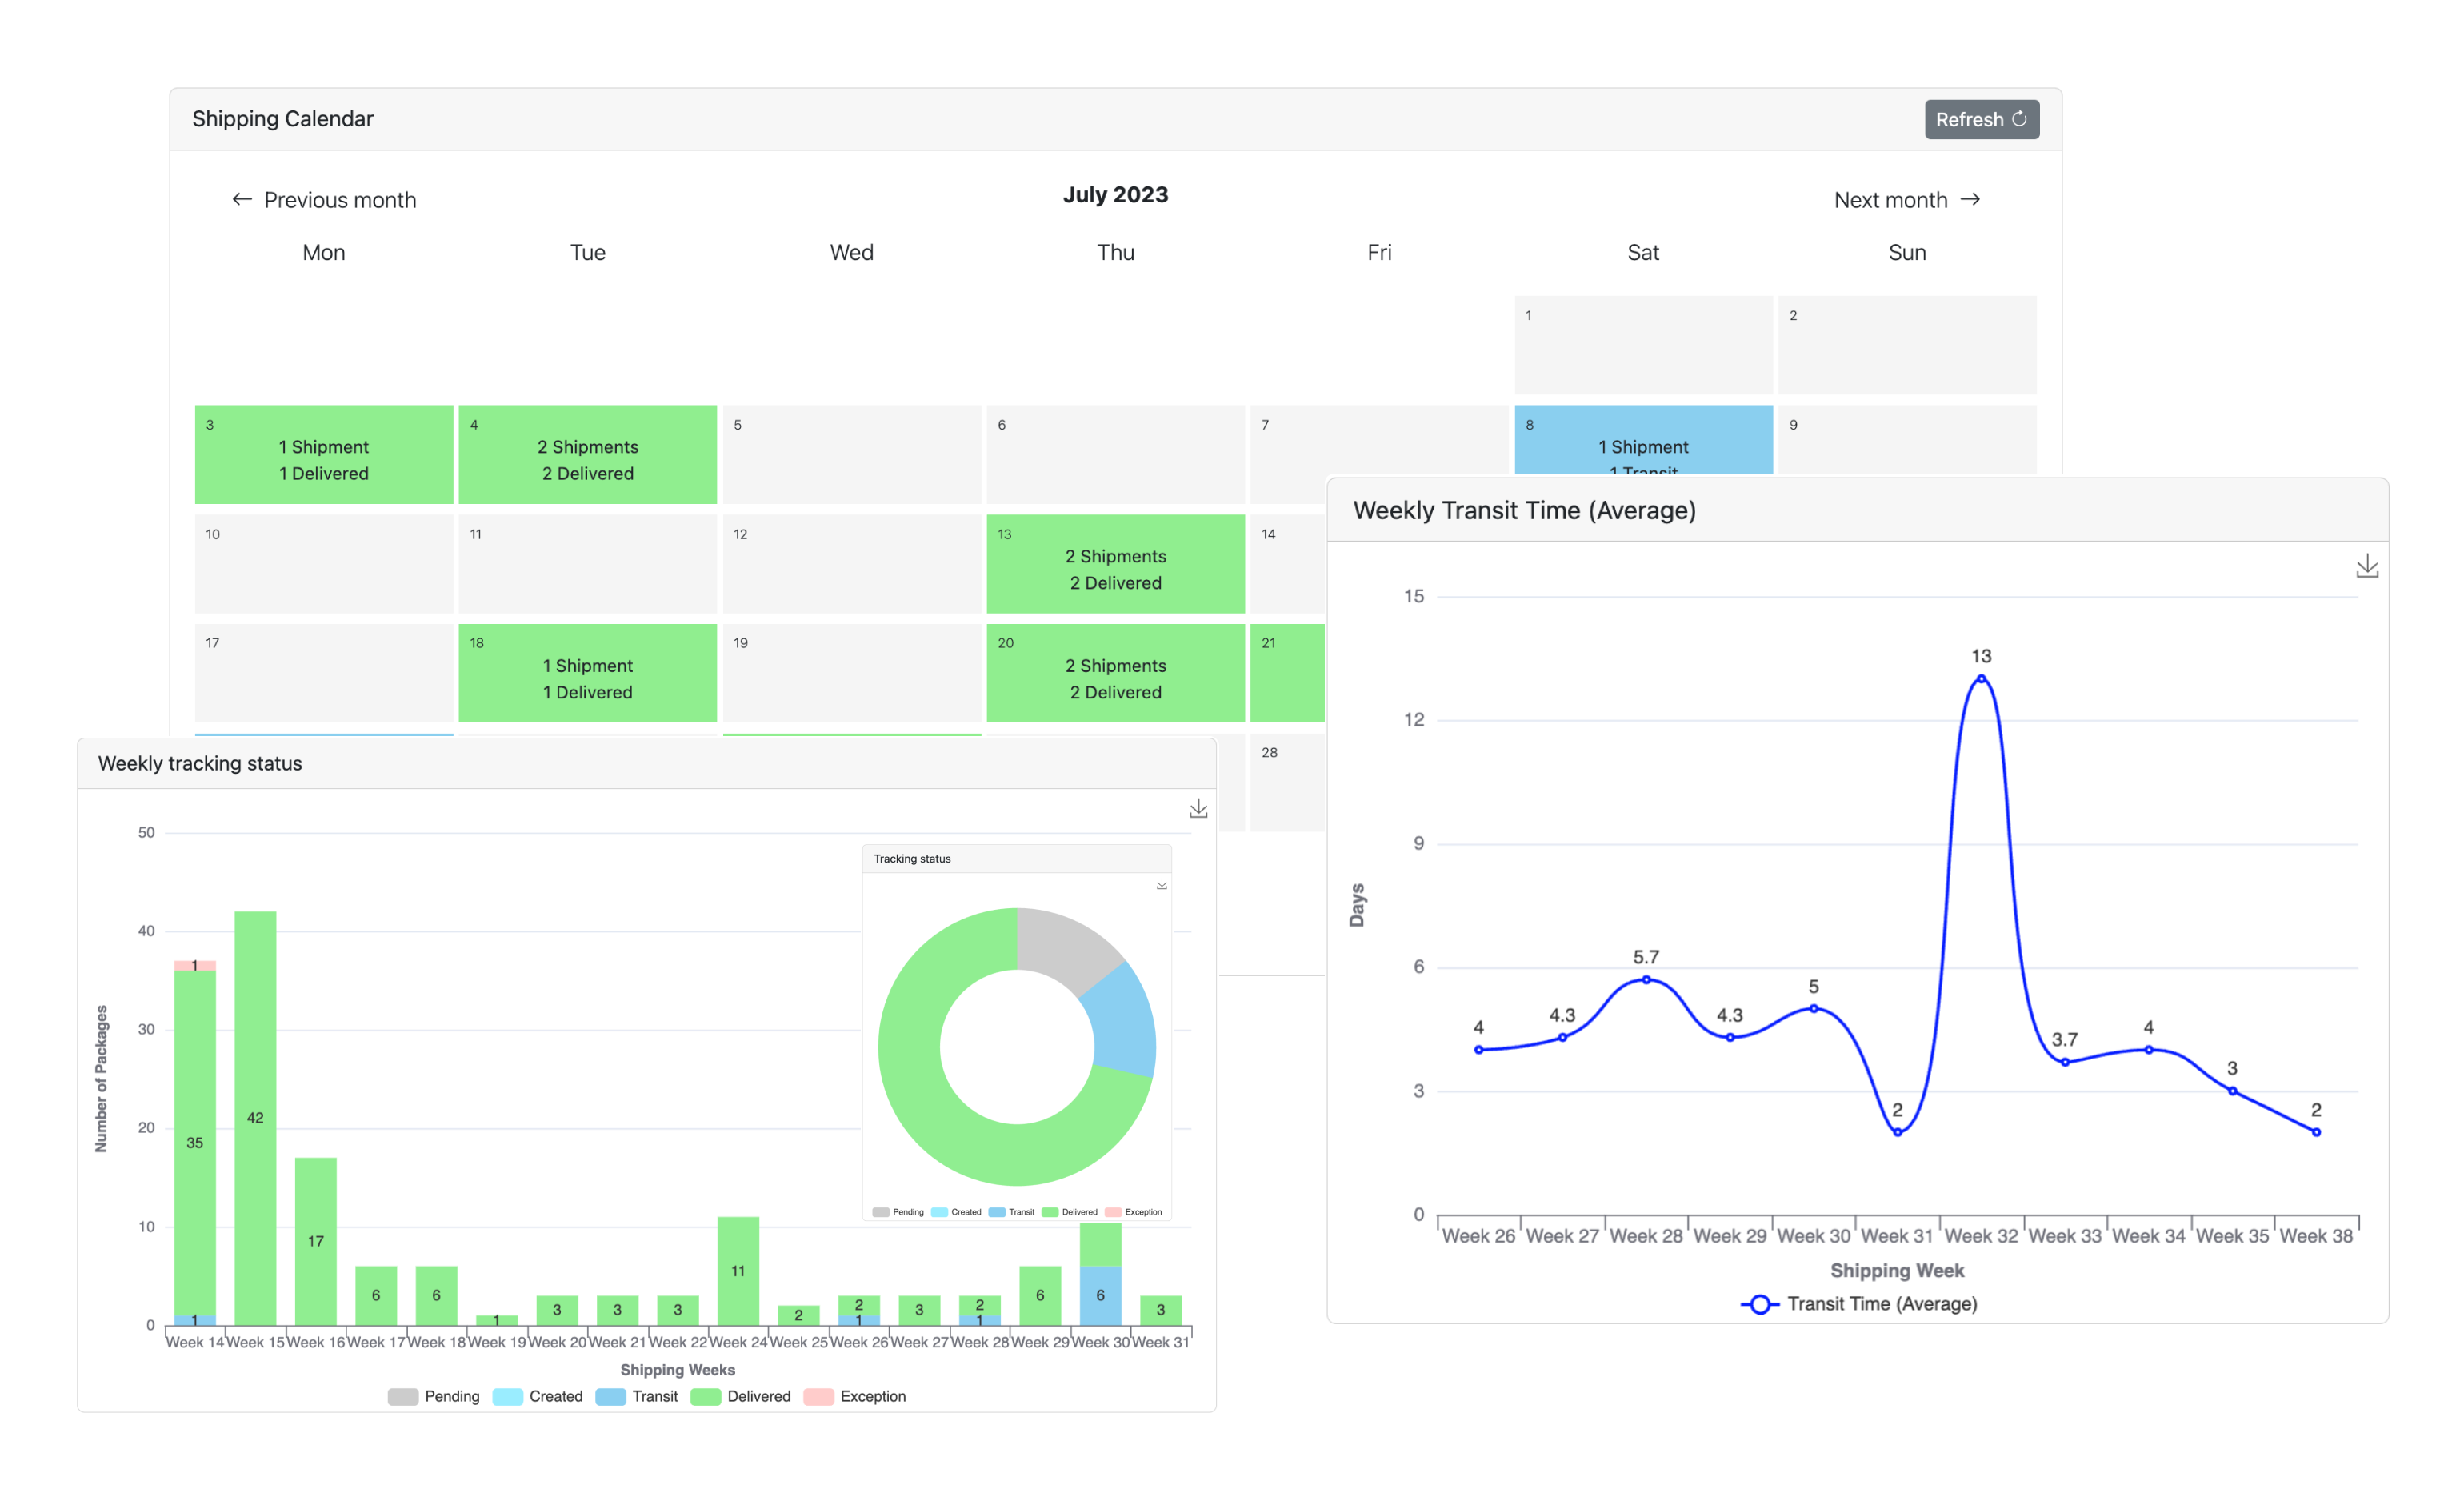 Shipping Calendar
Refresh
Previous month
July 2023
Next month
Mon Tue Wed Thu Fri Sat Sun
1 2
3 4 5 6 7 8 9
1 Shipment 2 Shipments 1 Shipment
1 Delivered 2 Delivered 1 Transit
10 11 12 13 14
2 Shipments
2 Delivered
17 18 19 20 21
1 Shipment 2 Shipments
1 Delivered 2 Delivered
28
Weekly Transit Time (Average)
15
12
9
6
3
0
Days
4 4.3 5.7 4.3 5 2 13 3.7 4 3 2
Week 26 Week 27 Week 28 Week 29 Week 30 Week 31 Week 32 Week 33 Week 34 Week 35 Week 38
Shipping Week
Transit Time (Average)
Weekly tracking status
50
40
30
20
10
0
Number of Packages
1
35
1
42
17
6
6
1
3
3
3
11
2
2
1
3
2
1
6
6
3
Week 14 Week 15 Week 16 Week 17 Week 18 Week 19 Week 20 Week 21 Week 22 Week 24 Week 25 Week 26 Week 27 Week 28 Week 29 Week 30 Week 31
Shipping Weeks
Pending Created Transit Delivered Exception
Tracking status
Pending Created Transit Delivered Exception